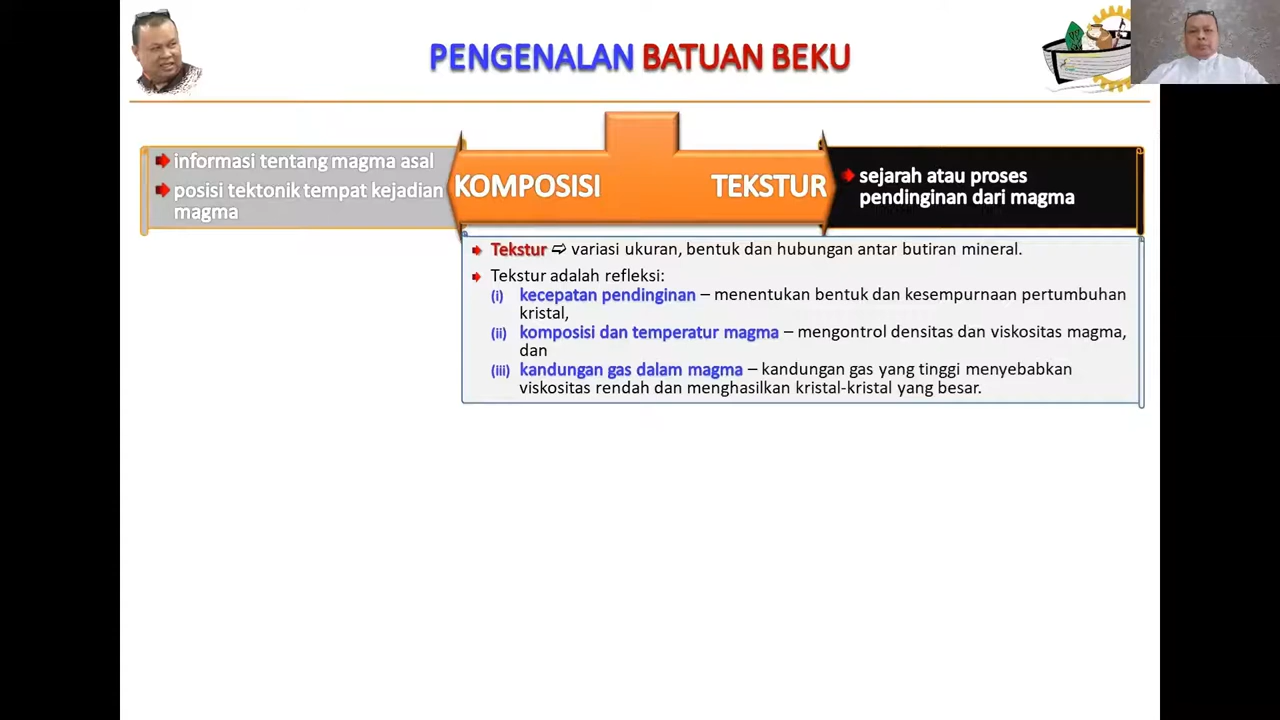 PENGENALAN BATUAN BEKU
informasi tentang magma asal
posisi tektonik tempat kejadian
magma
KOMPOSISI
TEKSTUR
sejarah atau proses
pendinginan dari magma
Tekstur ➫ variasi ukuran, bentuk dan hubungan antar butiran mineral.
Tekstur adalah refleksi:
(i) kecepatan pendinginan – menentukan bentuk dan kesempurnaan pertumbuhan
kristal,
(ii) komposisi dan temperatur magma – mengontrol densitas dan viskositas magma,
dan
(iii) kandungan gas dalam magma – kandungan gas yang tinggi menyebabkan
viskositas rendah dan menghasilkan kristal-kristal yang besar.